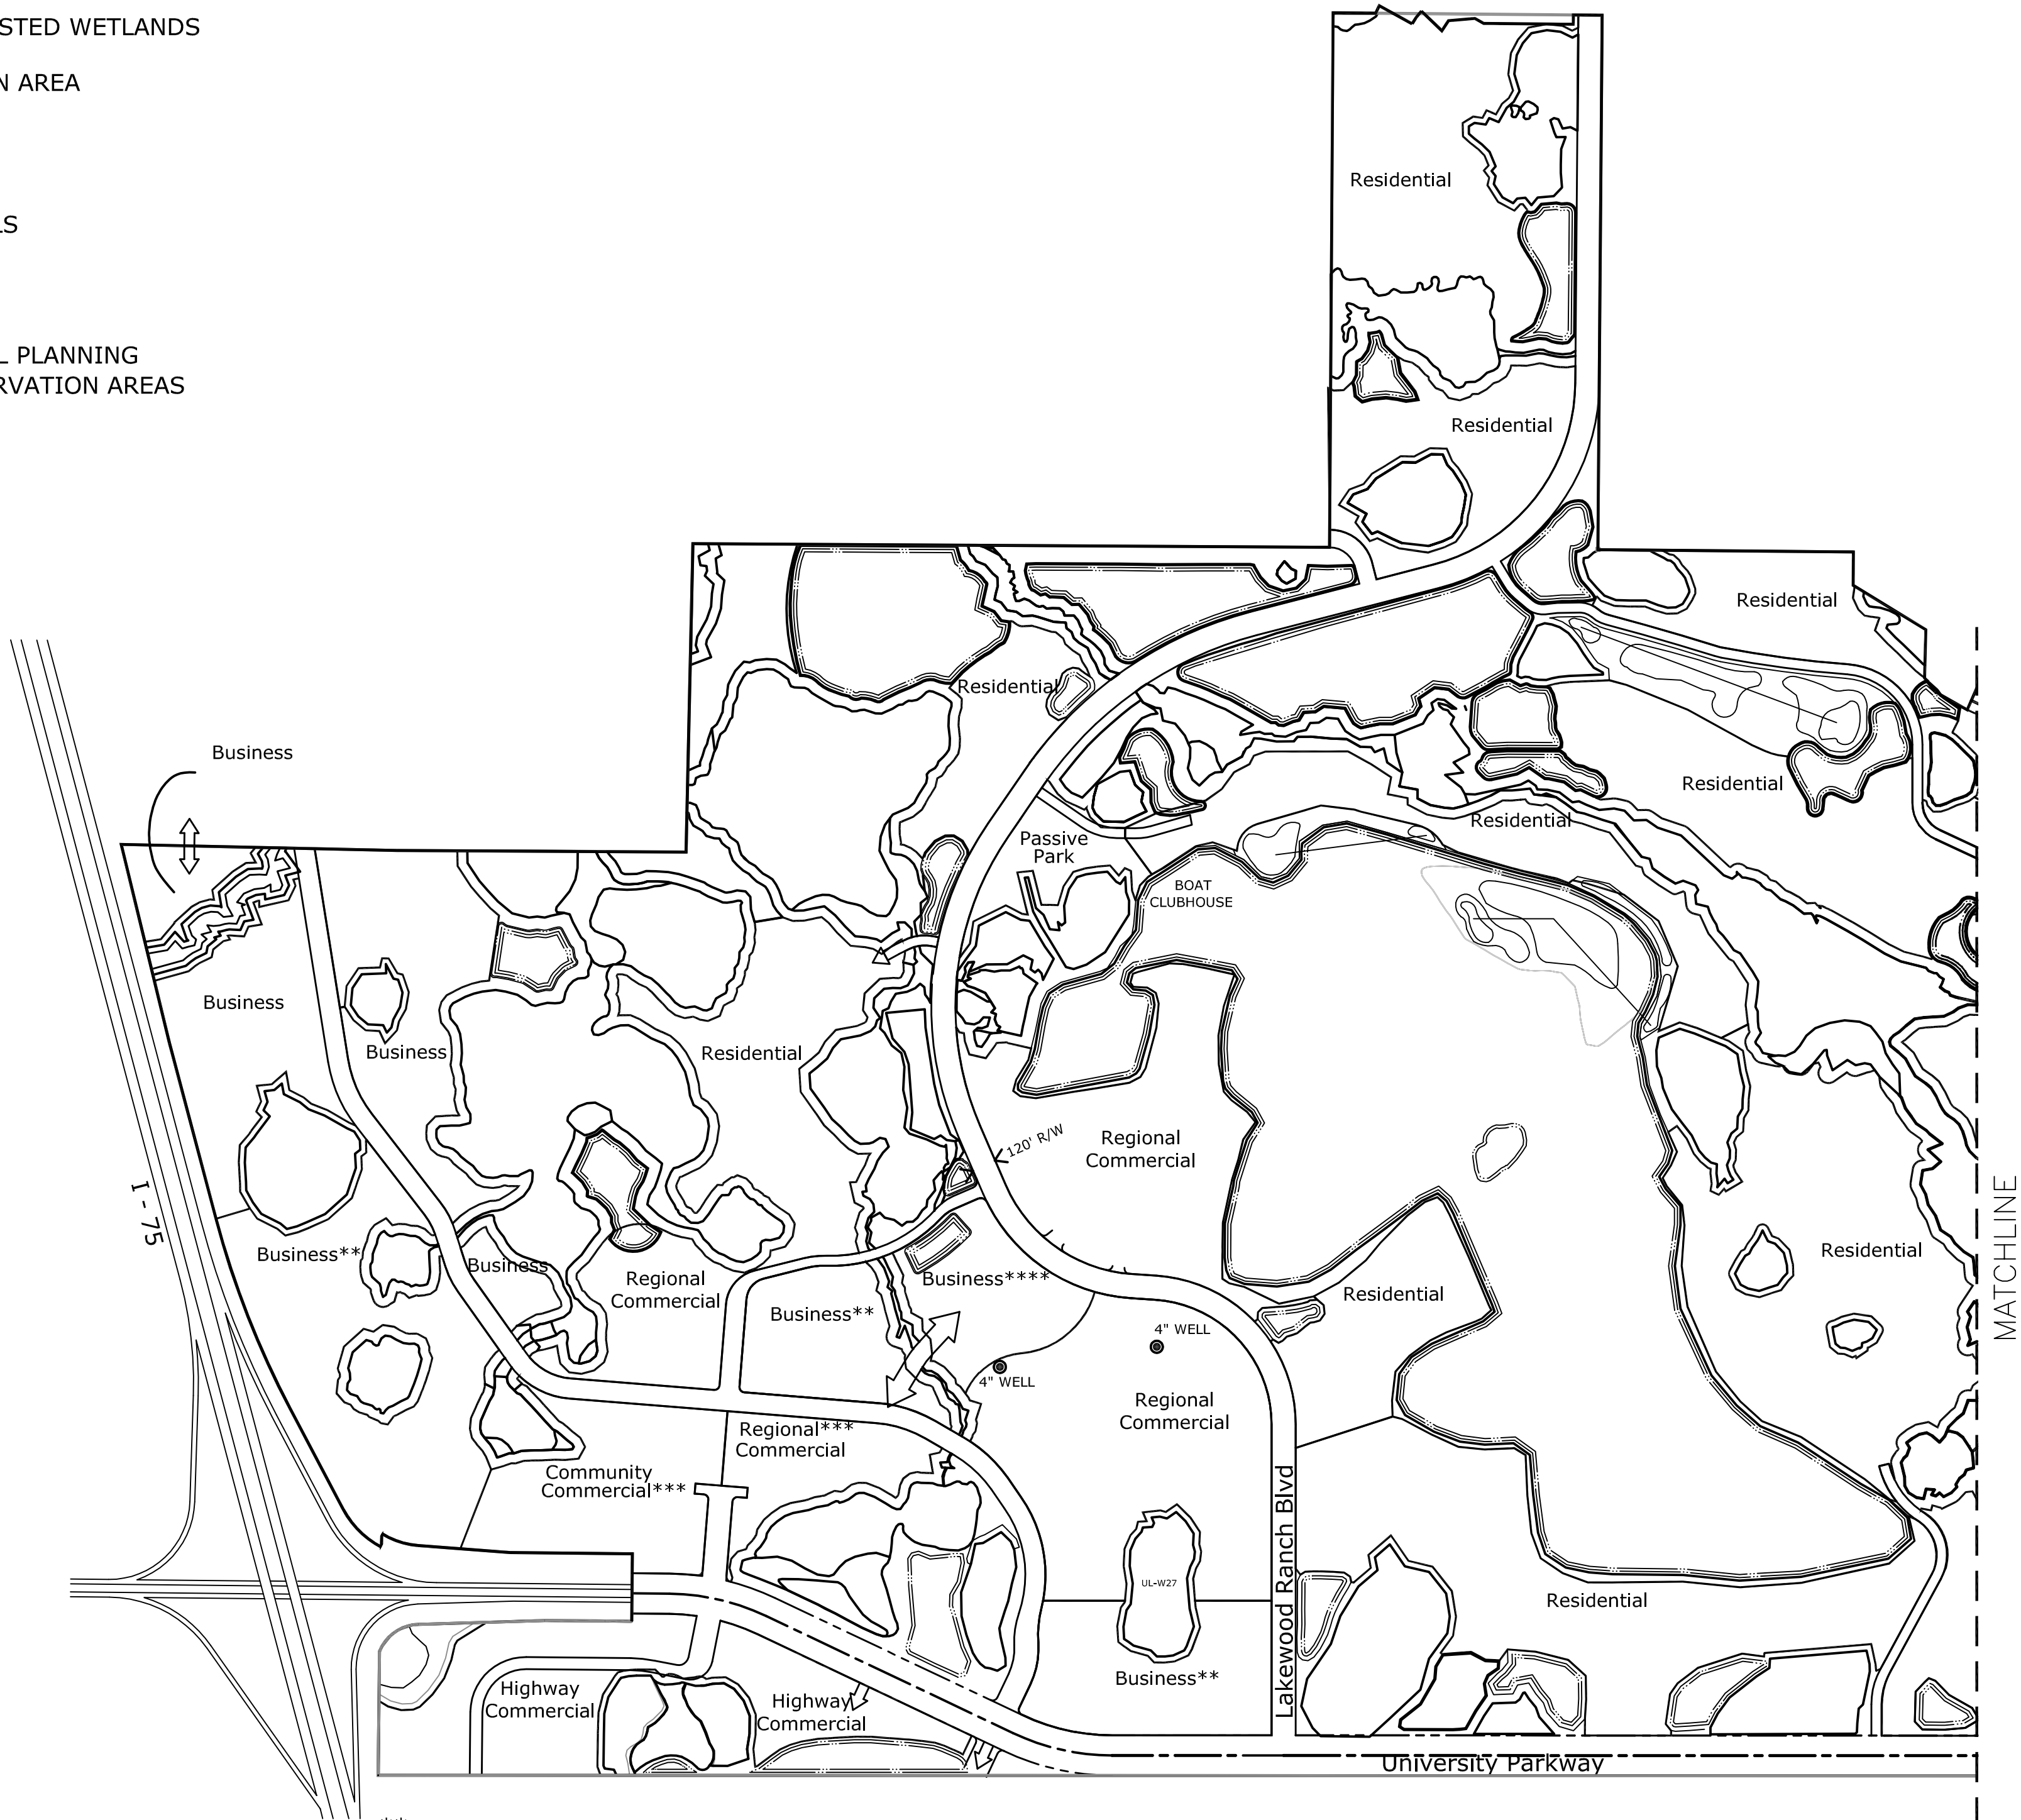 STED WETLANDS
N AREA
LS
L PLANNING
RVATION AREAS
Residential
Residential
Residential
Residential
Business
Residential
Residential
Passive
Park
BOAT
CLUBHOUSE
Business
Business
Residential
120' R/W
Regional
Commercial
I - 75
MATCHLINE
Business**
Business
Regional
Commercial
Business****
Business**
Residential
Residential
4" WELL
4" WELL
Regional
Commercial
Regional***
Commercial
Community
Commercial***
Lakewood Ranch Blvd
UL-W27
Residential
Business**
Highway
Commercial
Highway
Commercial
University Parkway